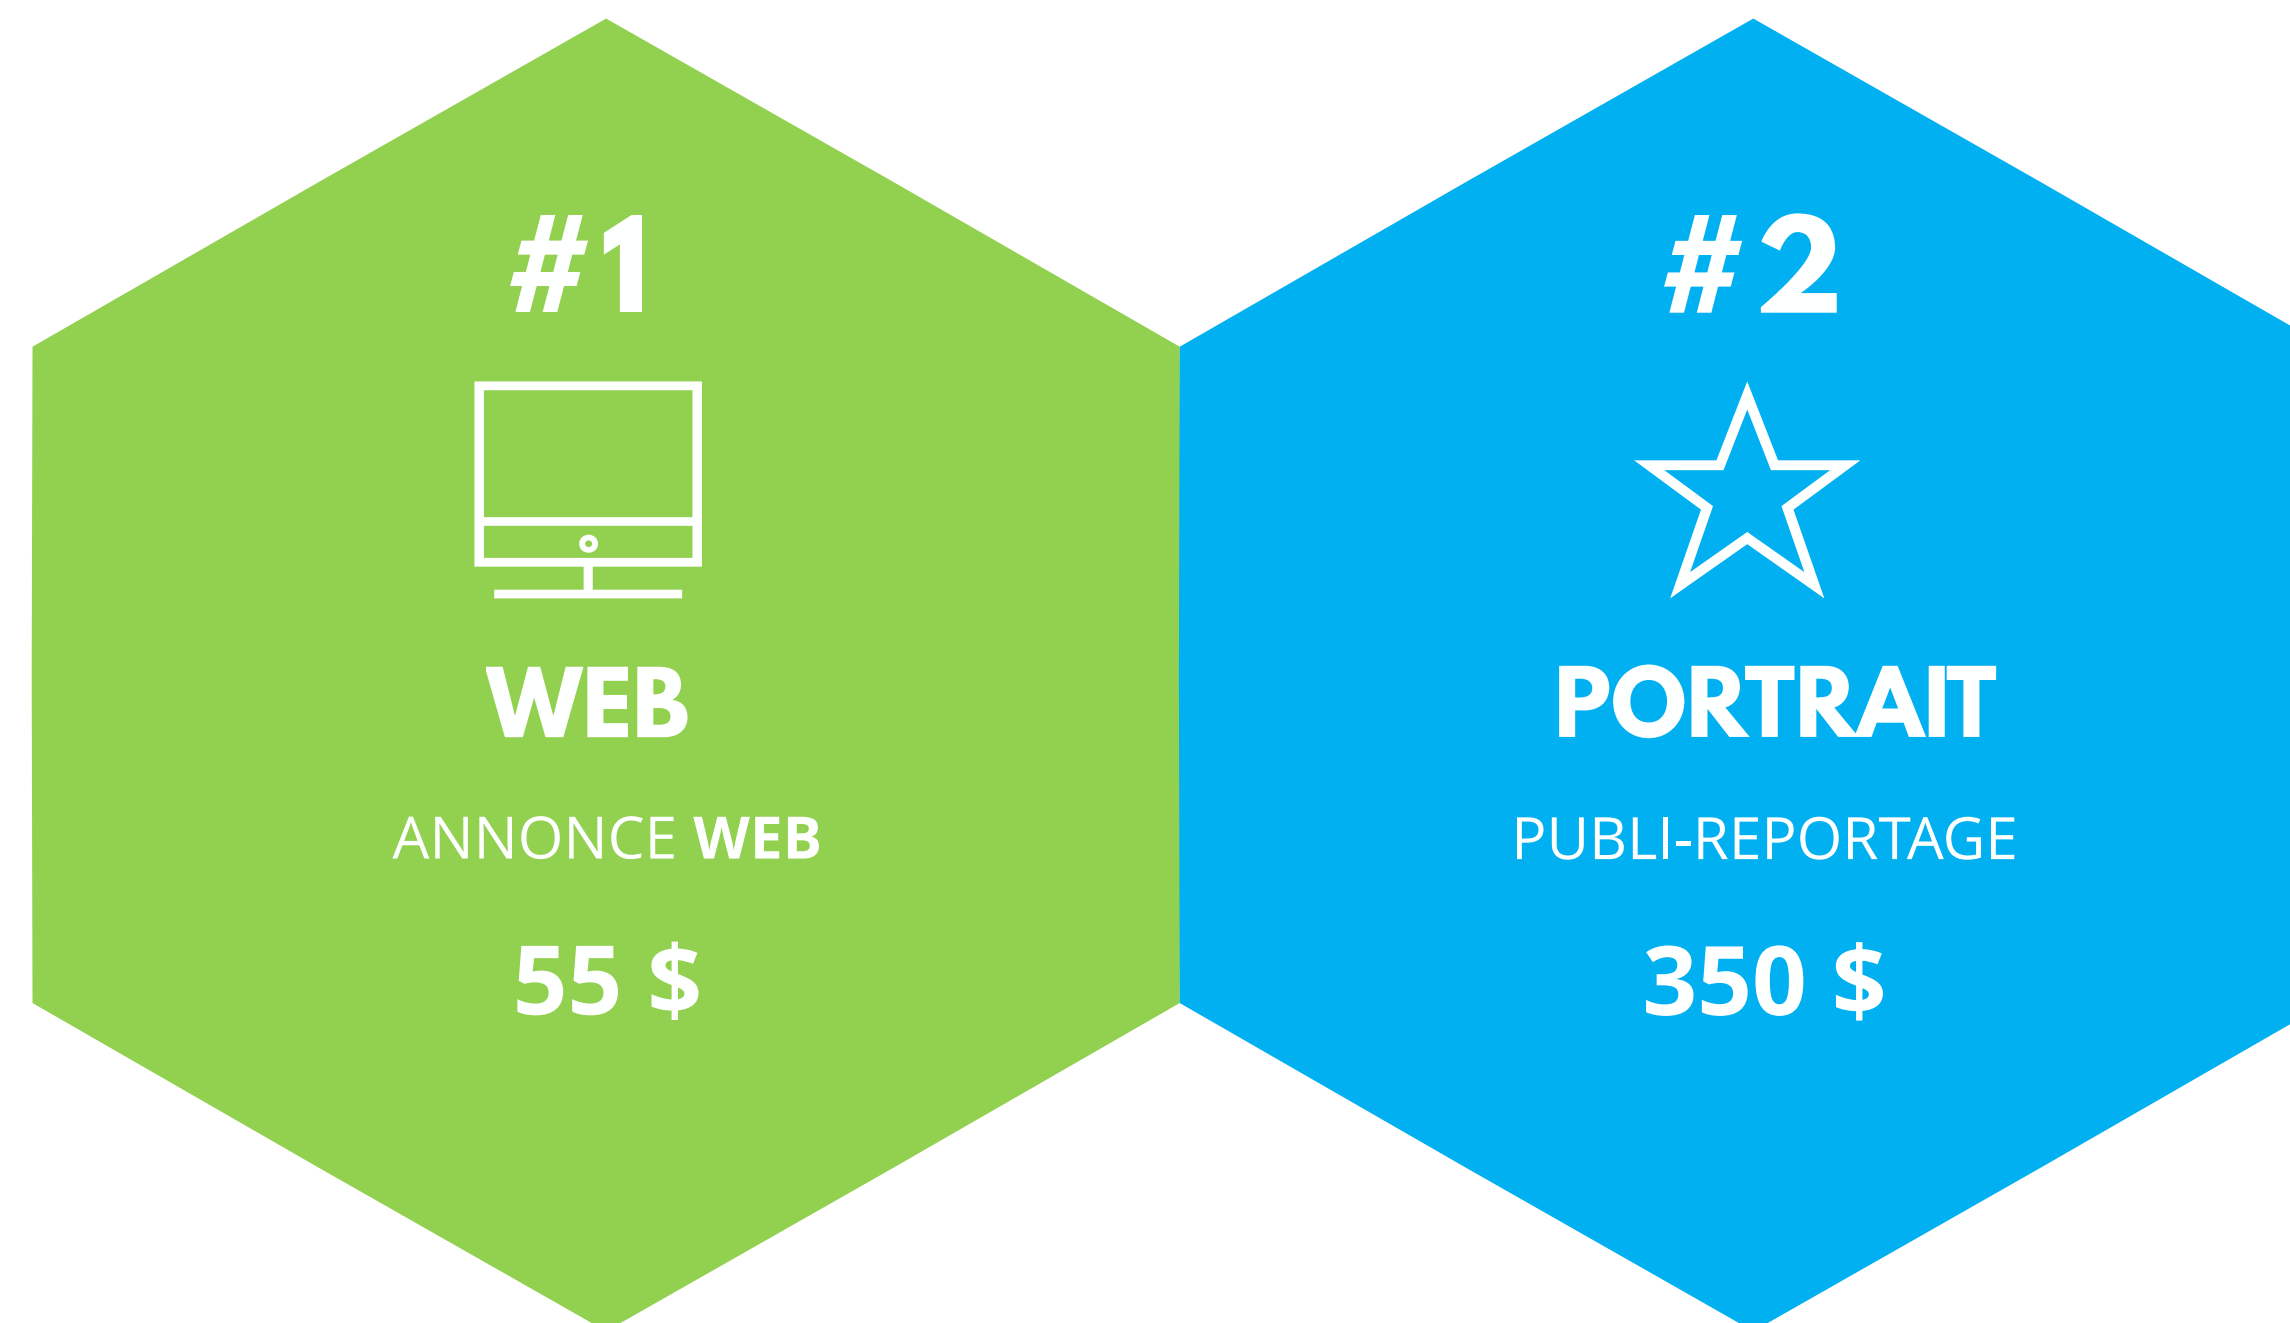 #1
WEB
ANNONCE WEB
55 $
#2
PORTRAIT
PUBLI-REPORTAGE
350 $